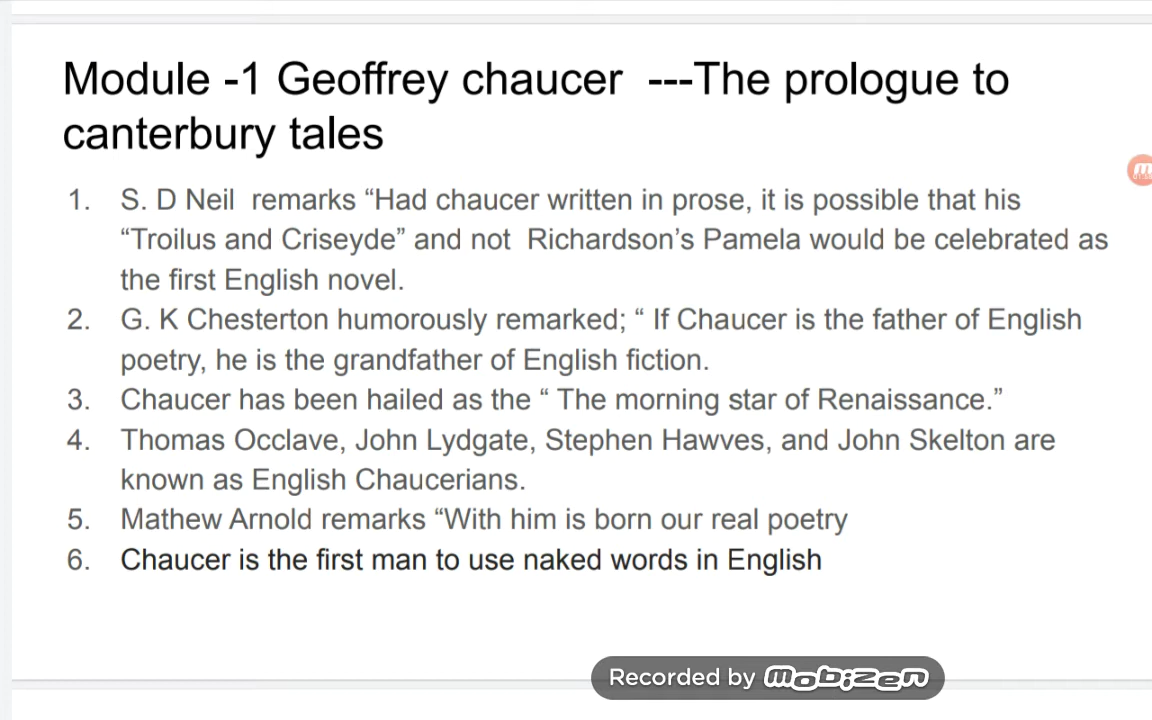 Module -1 Geoffrey chaucer ---The prologue to
canterbury tales
1. S. D Neil remarks “Had chaucer written in prose, it is possible that his
“Troilus and Criseyde” and not Richardson’s Pamela would be celebrated as
the first English novel.
2. G. K Chesterton humorously remarked; “ If Chaucer is the father of English
poetry, he is the grandfather of English fiction.
3. Chaucer has been hailed as the “ The morning star of Renaissance.”
4. Thomas Occlave, John Lydgate, Stephen Hawves, and John Skelton are
known as English Chaucerians.
5. Mathew Arnold remarks “With him is born our real poetry
6. Chaucer is the first man to use naked words in English
Recorded by mobizen